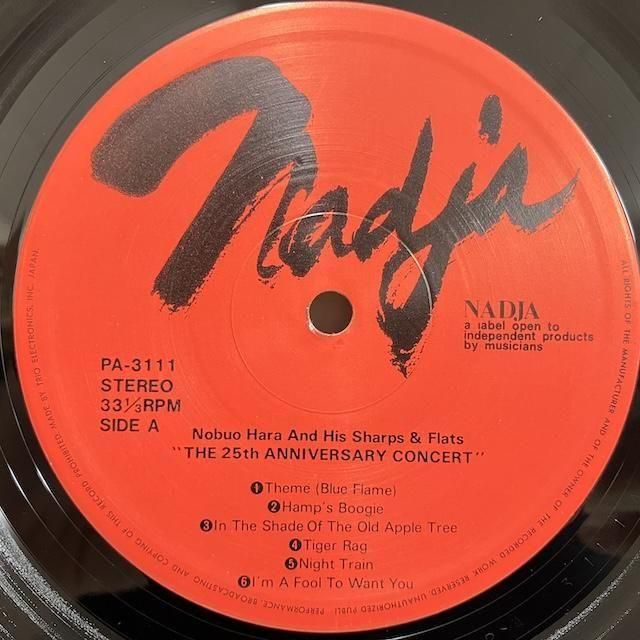 Nadja
NADJA
a label open to
independent products
by musicians
PA-3111
STEREO
33⅓RPM
SIDE A
Nobuo Hara And His Sharps & Flats
"THE 25th ANNIVERSARY CONCERT"
❶Theme (Blue Flame)
❷Hamp's Boogie
❸In The Shade Of The Old Apple Tree
❹Tiger Rag
❺Night Train
❻I'm A Fool To Want You
ALL RIGHTS OF THE MANUFACTURER AND OF THE OWNER OF THE RECORDED WORK RESERVED. UNAUTHORIZED PUBLIC PERFORMANCE, BROADCASTING AND COPYING OF THIS RECORD PROHIBITED. MADE BY TRIO ELECTRONICS, INC. JAPAN.